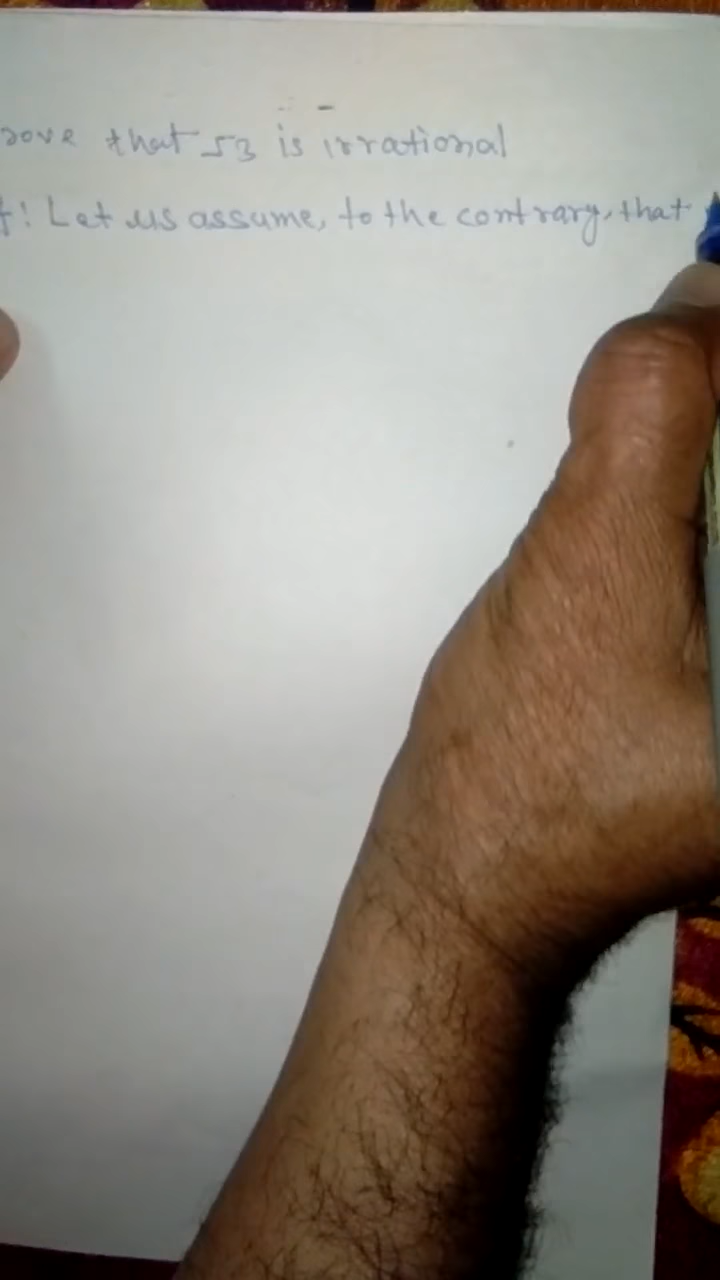 rove that √3 is irrational
f: Let us assume, to the contrary, that